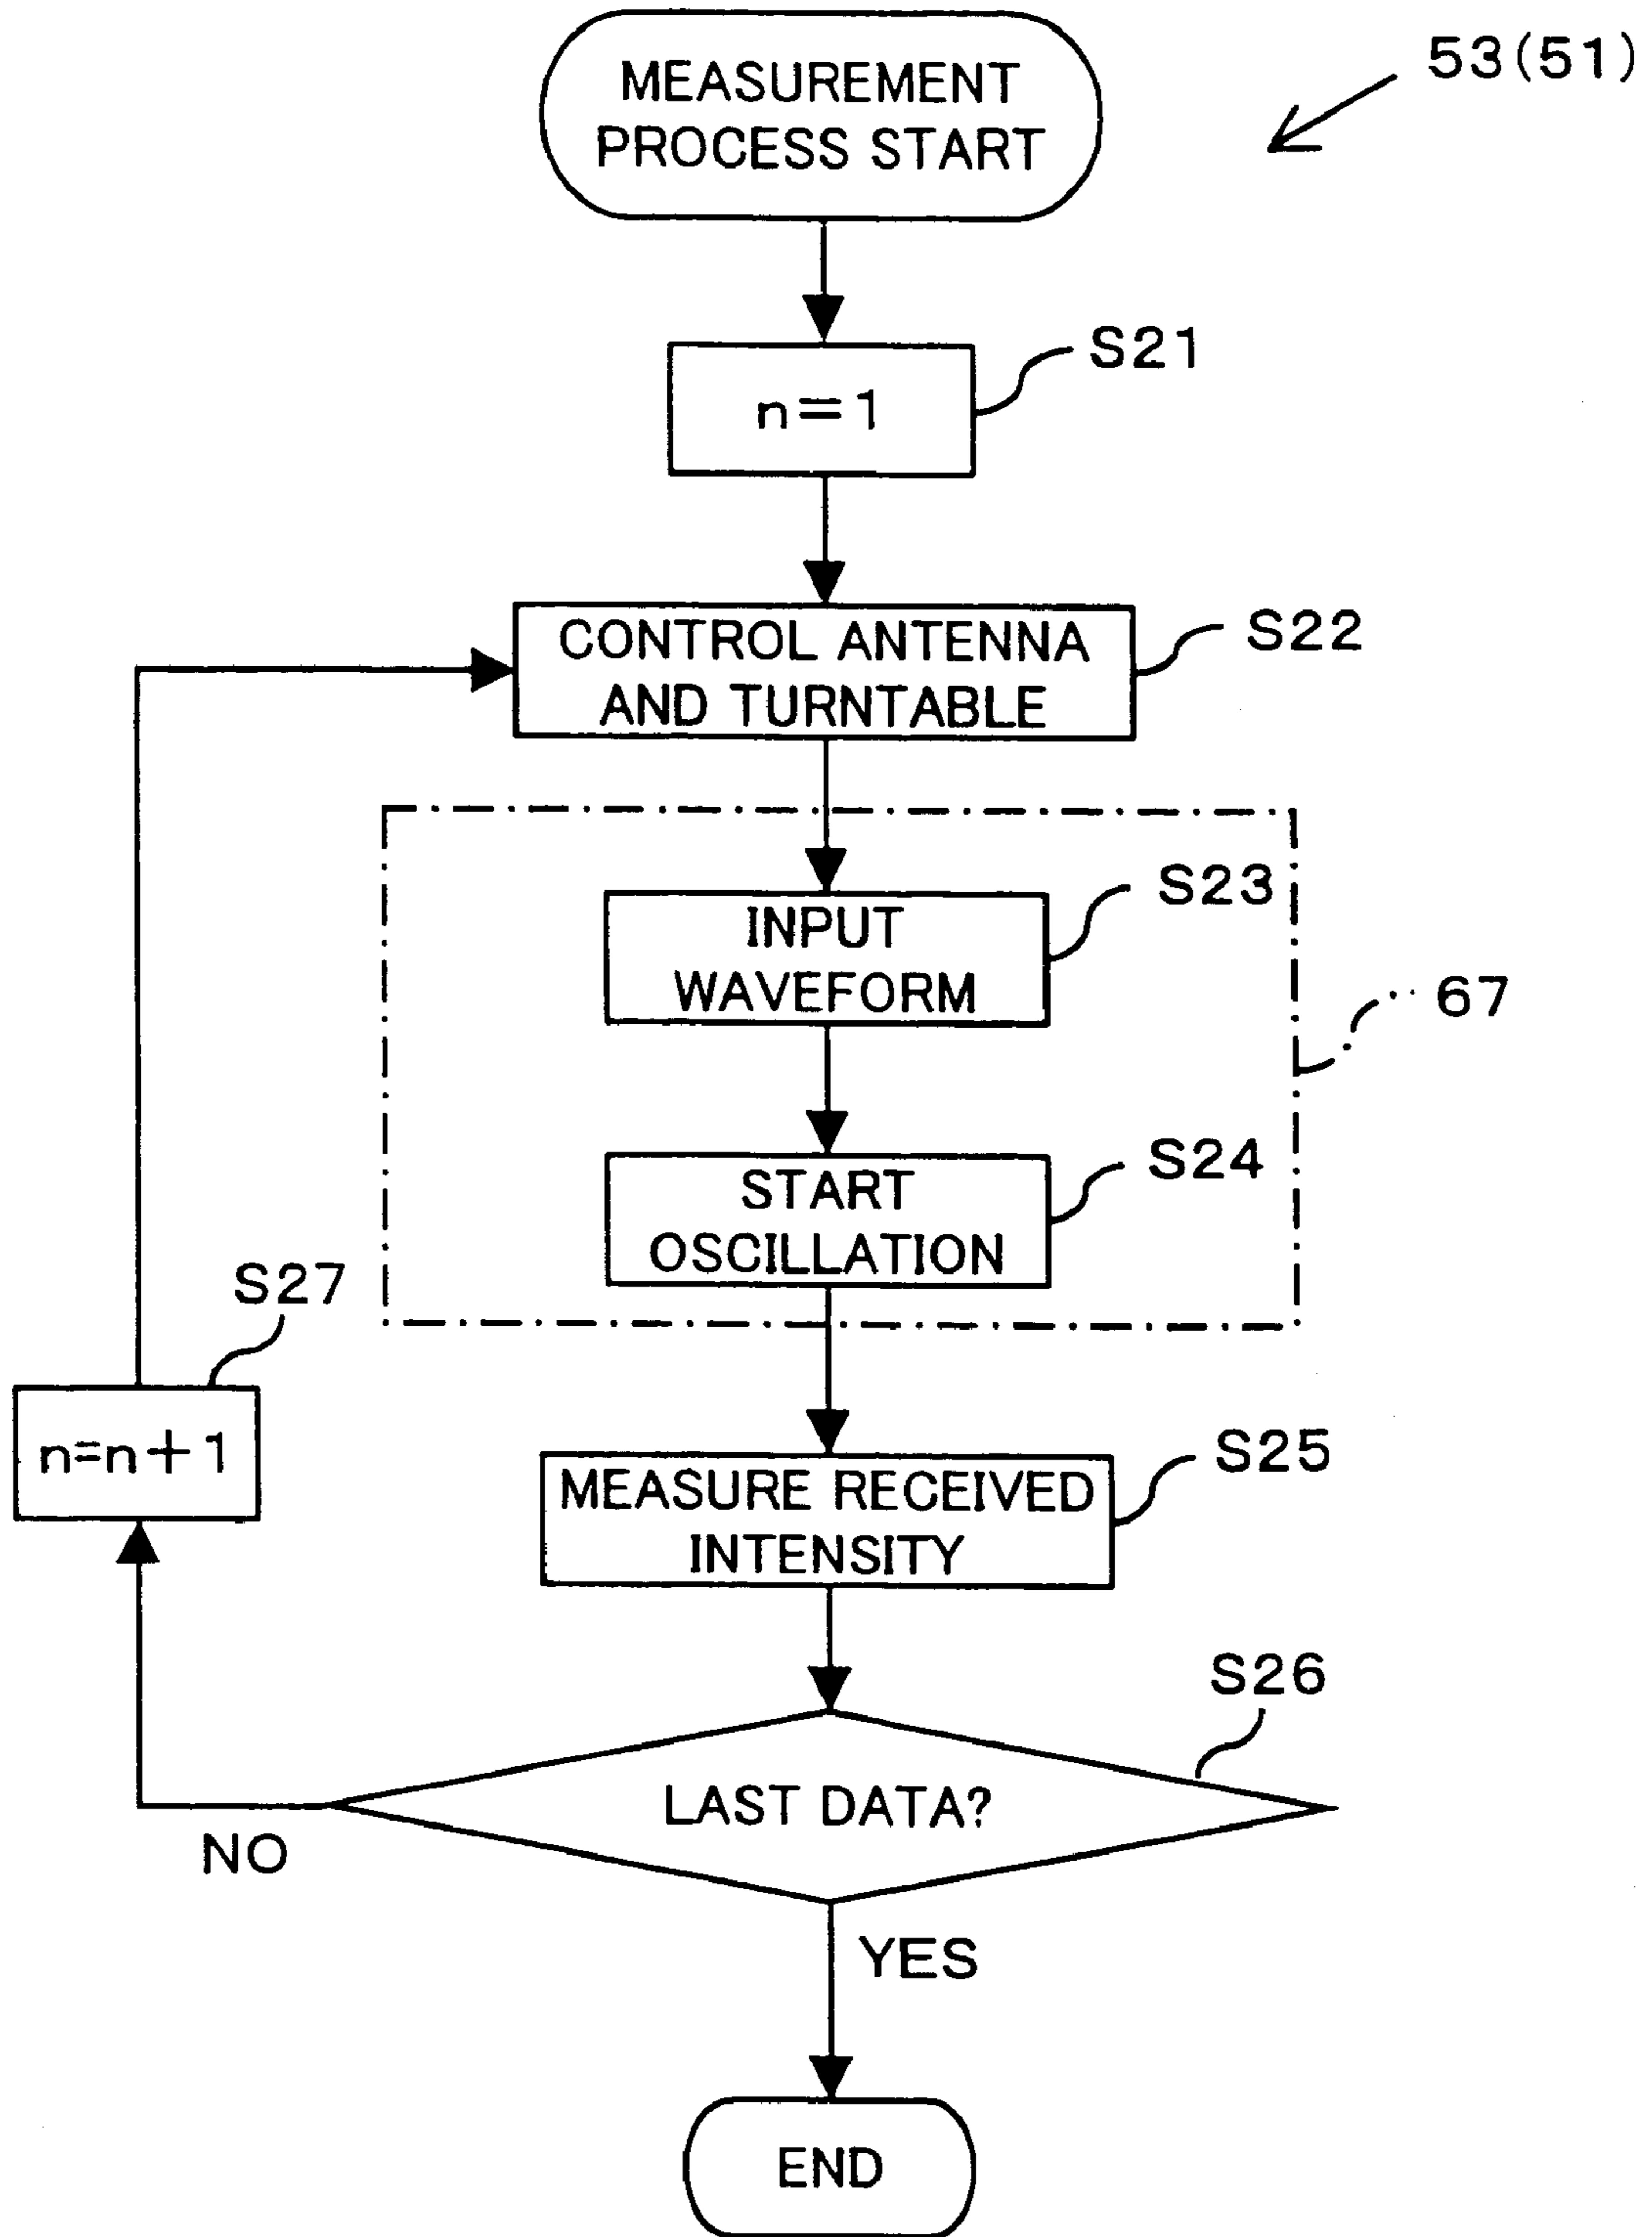 53(51)
MEASUREMENT
PROCESS START
S21
n=1
S22
CONTROL ANTENNA
AND TURNTABLE
S23
INPUT
WAVEFORM
67
S24
START
OSCILLATION
S27
n=n+1
S25
MEASURE RECEIVED
INTENSITY
S26
LAST DATA?
NO
YES
END